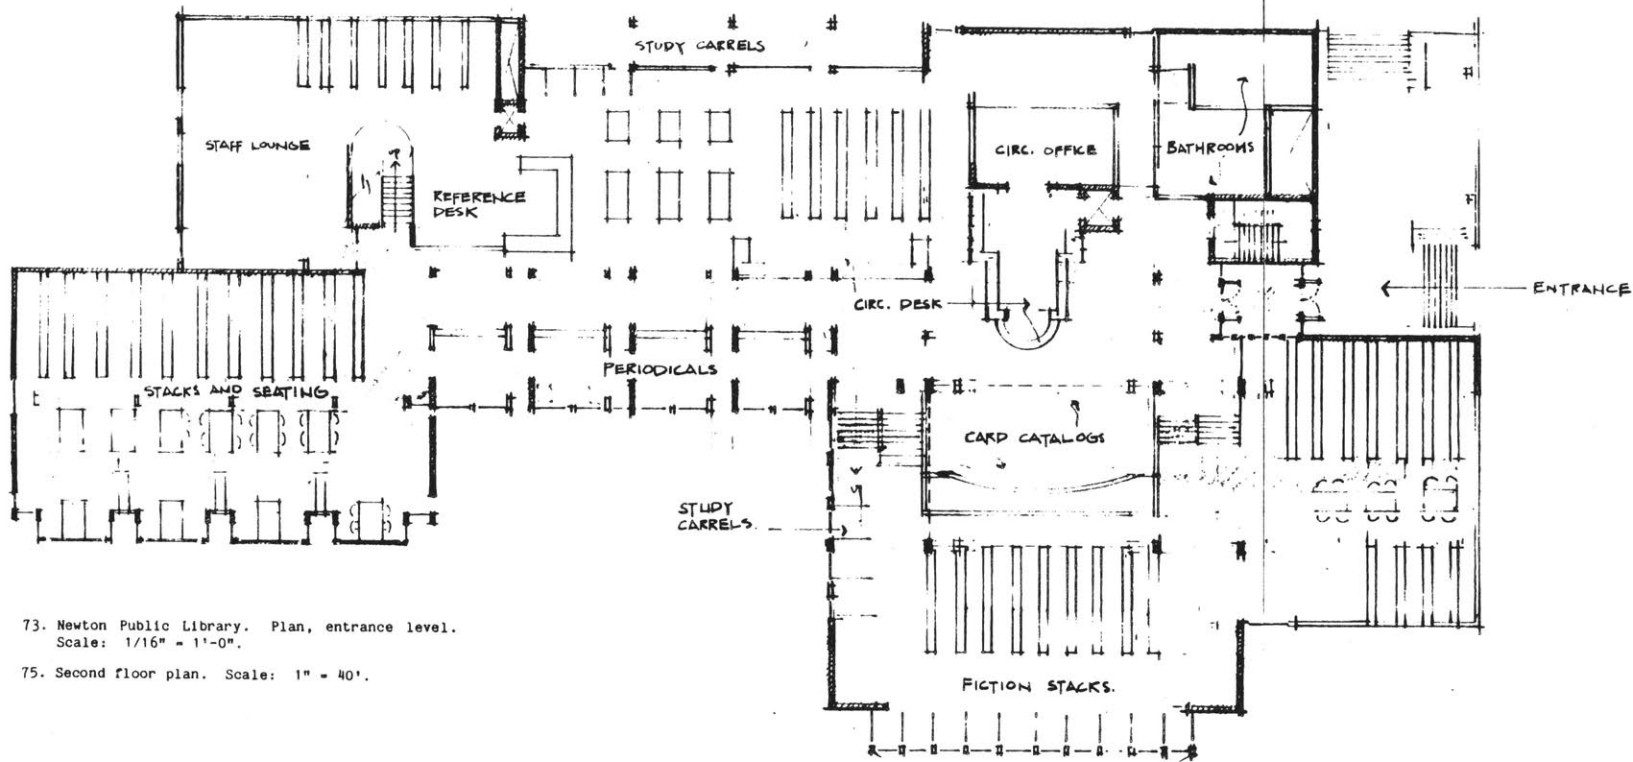 STUDY CARRELS
STAFF LOUNGE
UP
REFERENCE
DESK
CIRC. OFFICE
BATHROOMS
CIRC. DESK
ENTRANCE
PERIODICALS
STACKS AND SEATING
CARD CATALOGS
STUDY
CARRELS.
FICTION STACKS.
73. Newton Public Library. Plan, entrance level.
Scale: 1/16" = 1'-0".
75. Second floor plan. Scale: 1" = 40'.